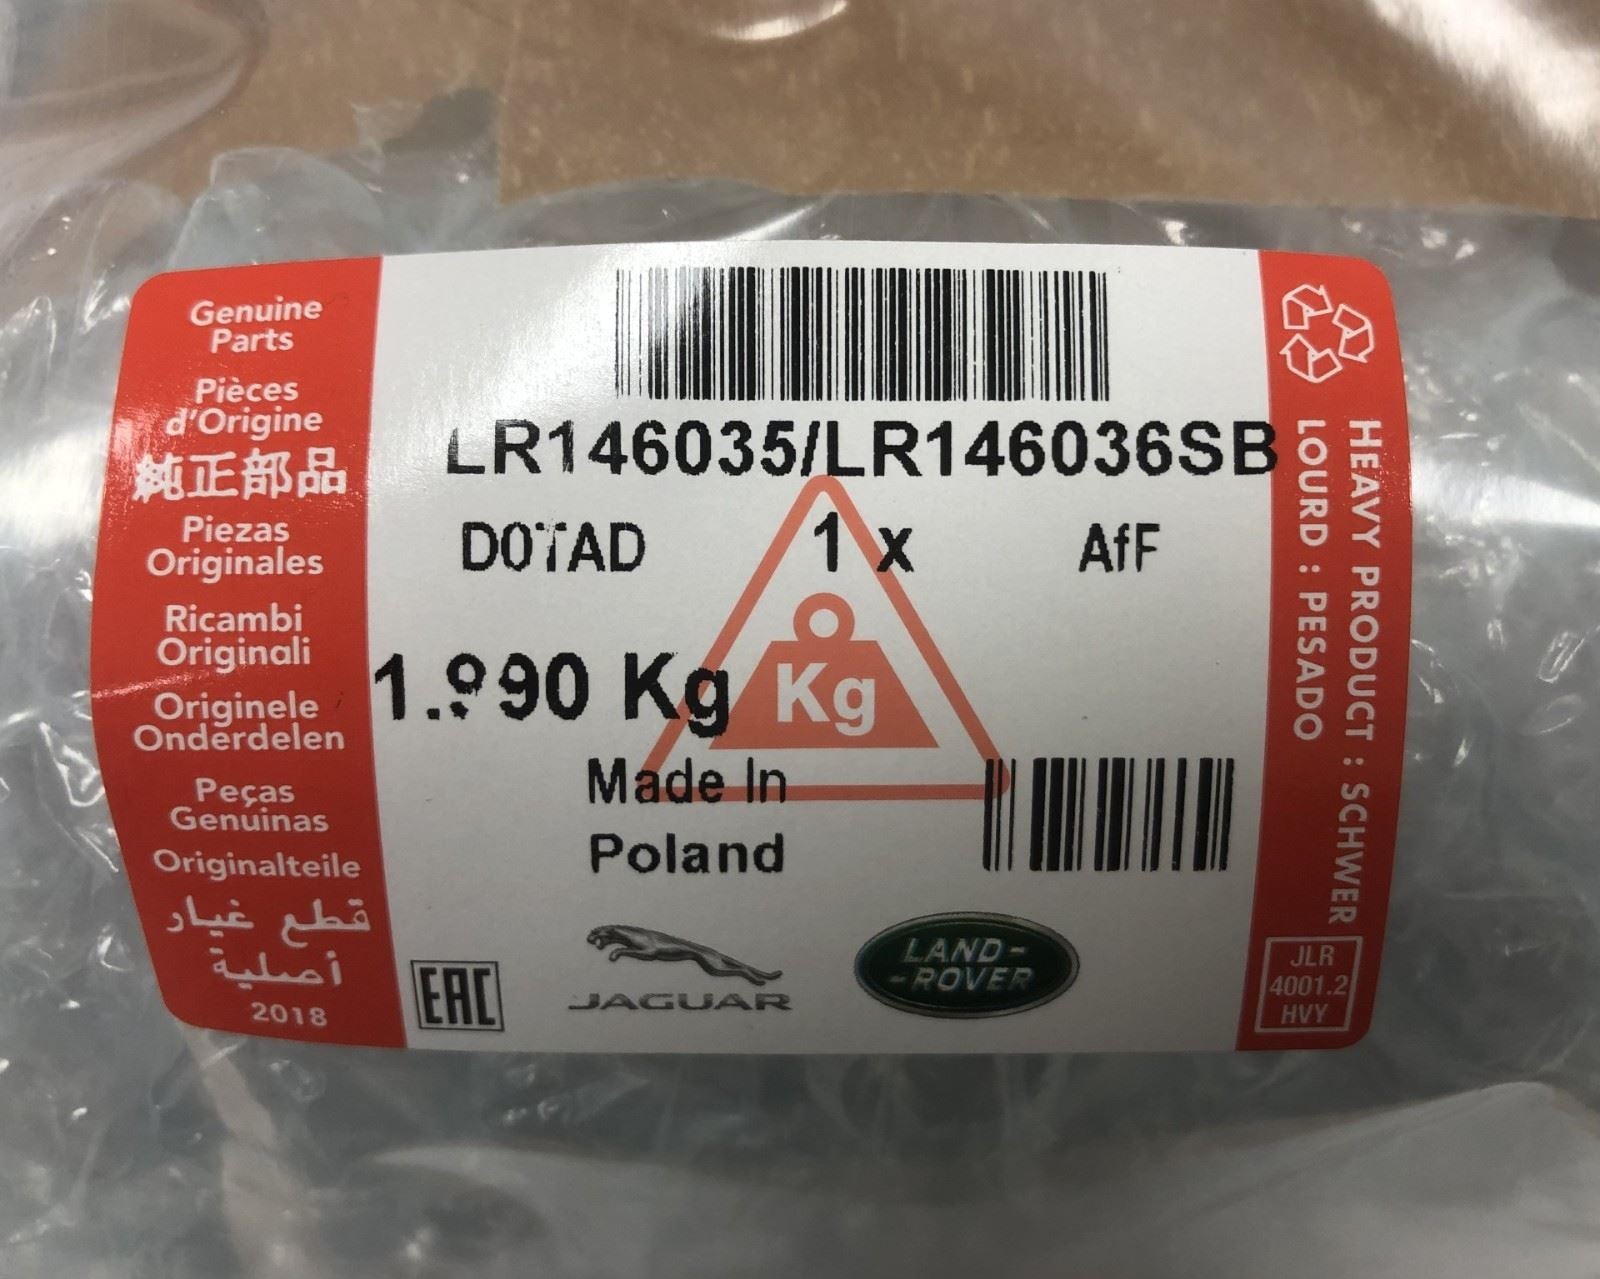 Genuine
Parts
Pièces
d'Origine
純正部品
Piezas
Originales
Ricambi
Originali
Originele
Onderdelen
Peças
Genuinas
Originalteile
قطع غيار
أصلية
2018
LR146035/LR146036SB
D0TAD 1 x AfF
Kg
Kg
Made In
Poland
EAC
JAGUAR
LAND-
-ROVER
HEAVY PRODUCT : SCHWER
LOURD : PESADO
JLR
4001.2
HVY